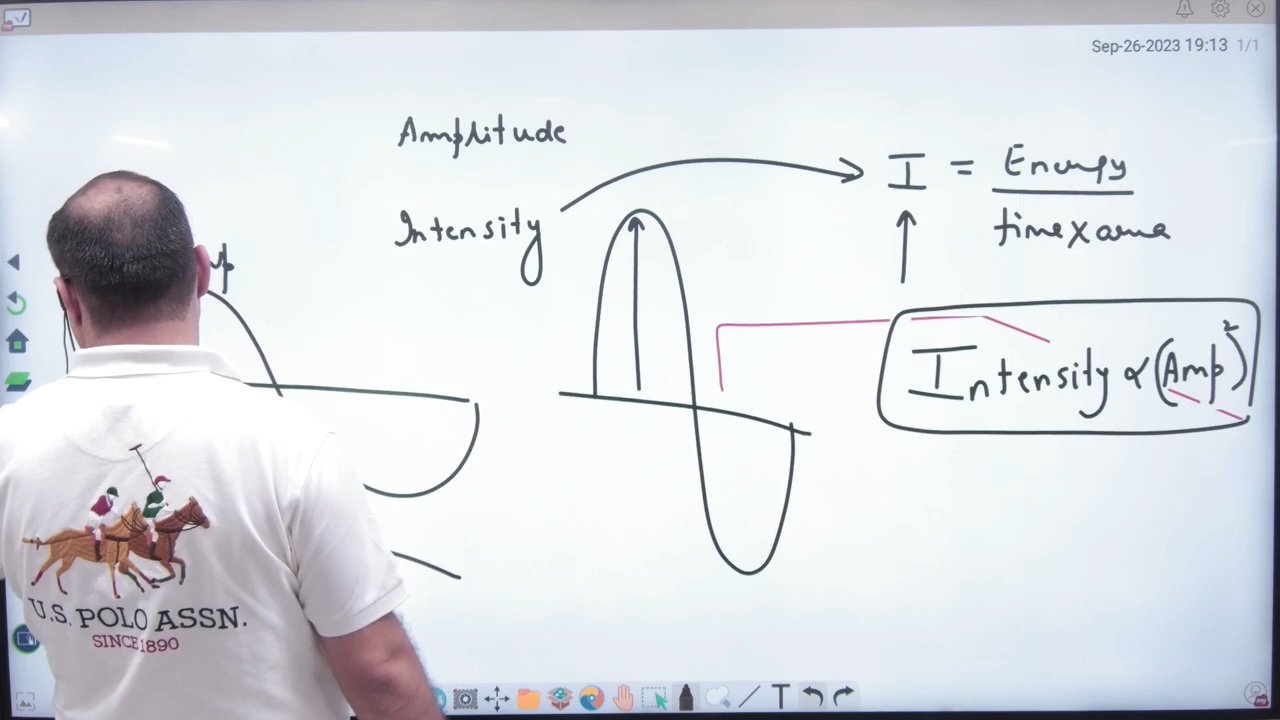 Sep-26-2023 19:13 1/1
Amplitude
Intensity
I = Energy
time x area
Intensity ∝ (Amp)²
U.S. POLO ASSN.
SINCE 1890
T